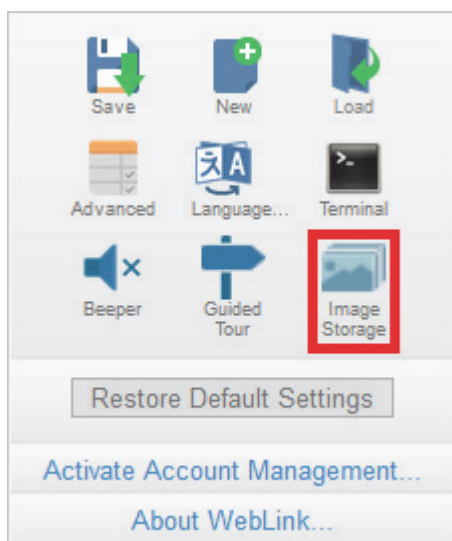 Save New Load
文 A
>_
Advanced Language... Terminal
Beeper Guided Tour Image Storage
Restore Default Settings
Activate Account Management...
About WebLink...